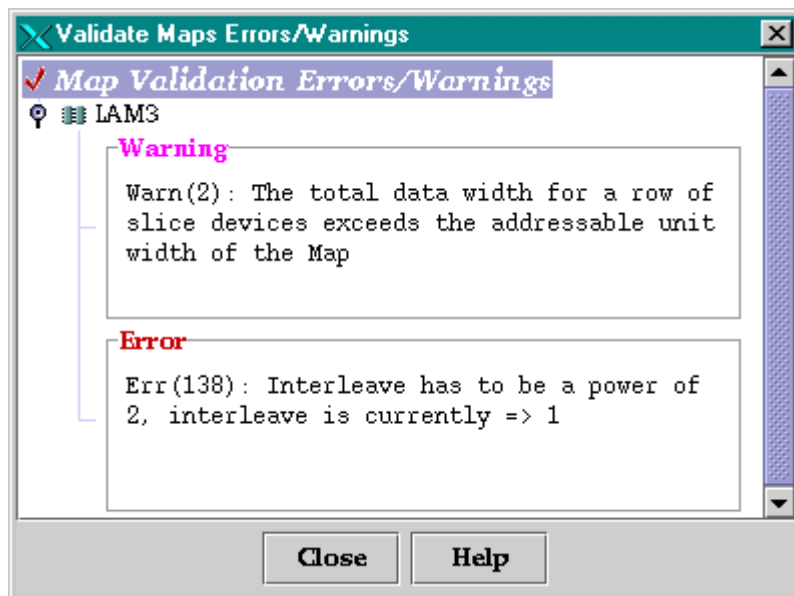 Validate Maps Errors/Warnings
Map Validation Errors/Warnings
LAM3
Warning
Warn(2): The total data width for a row of
slice devices exceeds the addressable unit
width of the Map
Error
Err(138): Interleave has to be a power of
2, interleave is currently => 1
Close
Help